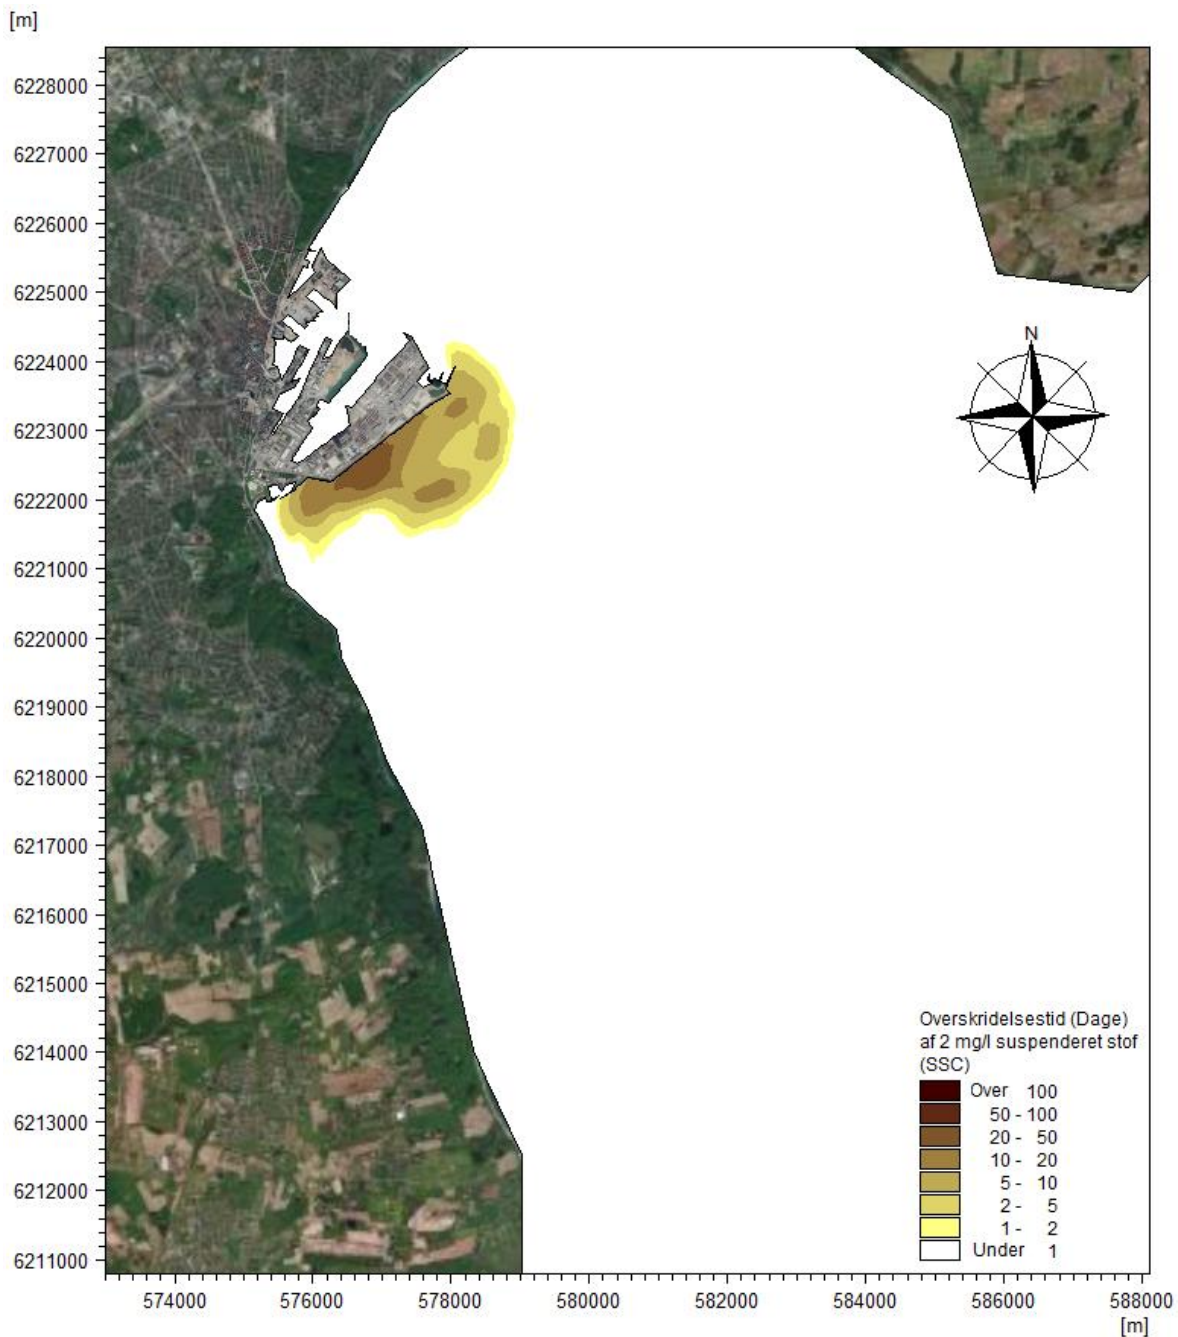 [m]
6228000
6227000
6226000
6225000
6224000
6223000
6222000
6221000
6220000
6219000
6218000
6217000
6216000
6215000
6214000
6213000
6212000
6211000
N
Overskridelsestid (Dage)
af 2 mg/l suspenderet stof
(SSC)
Over 100
50 - 100
20 - 50
10 - 20
5 - 10
2 - 5
1 - 2
Under 1
574000 576000 578000 580000 582000 584000 586000 588000
[m]